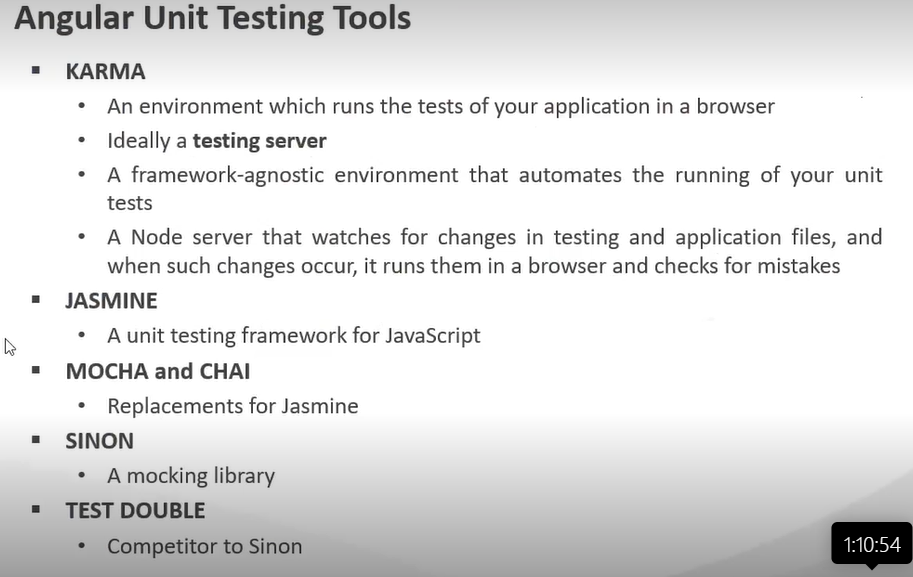 Angular Unit Testing Tools
▪ KARMA
• An environment which runs the tests of your application in a browser
• Ideally a testing server
• A framework-agnostic environment that automates the running of your unit
tests
• A Node server that watches for changes in testing and application files, and
when such changes occur, it runs them in a browser and checks for mistakes
▪ JASMINE
• A unit testing framework for JavaScript
▪ MOCHA and CHAI
• Replacements for Jasmine
▪ SINON
• A mocking library
▪ TEST DOUBLE
• Competitor to Sinon
1:10:54